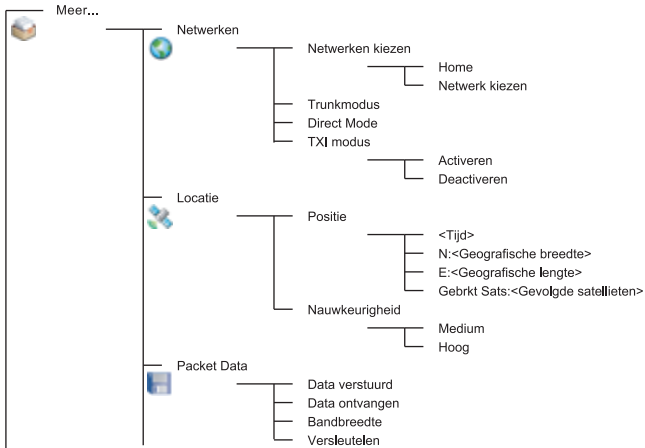 Meer...
Netwerken
Netwerken kiezen
Home
Netwerk kiezen
Trunkmodus
Direct Mode
TXI modus
Activeren
Deactiveren
Locatie
Positie
<Tijd>
N:<Geografische breedte>
E:<Geografische lengte>
Gebrkt Sats:<Gevolgde satellieten>
Nauwkeurigheid
Medium
Hoog
Packet Data
Data verstuurd
Data ontvangen
Bandbreedte
Versleutelen